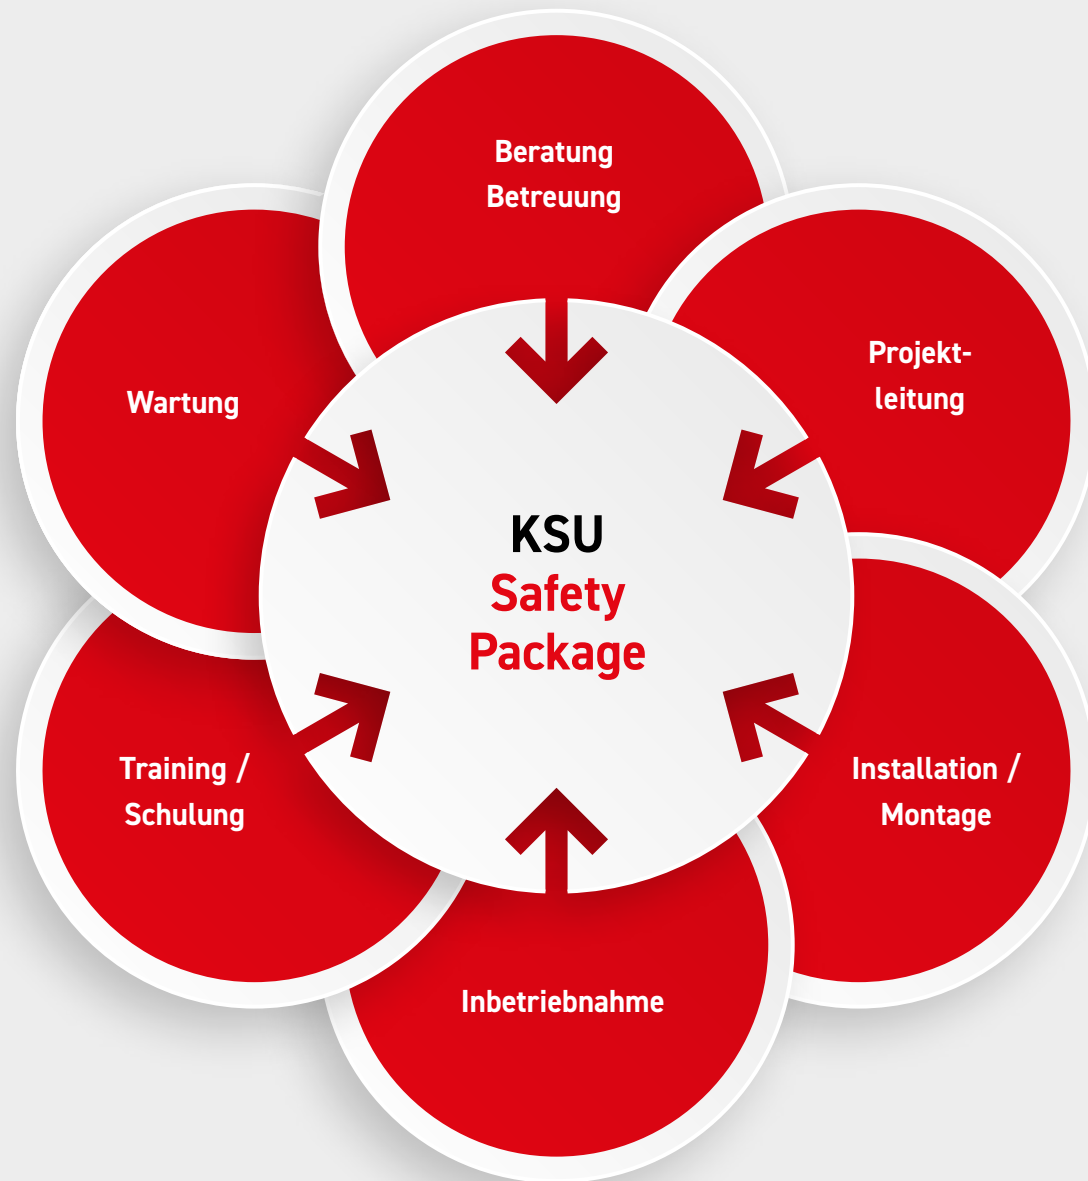 Beratung
Betreuung
Projekt-
leitung
Wartung
KSU
Safety
Package
Training /
Schulung
Installation /
Montage
Inbetriebnahme